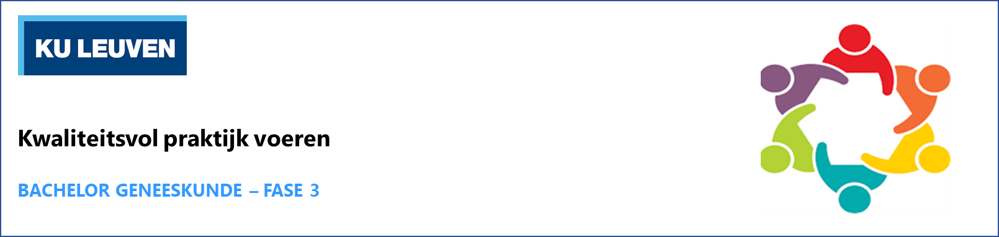 KU LEUVEN
Kwaliteitsvol praktijk voeren
BACHELOR GENEESKUNDE – FASE 3